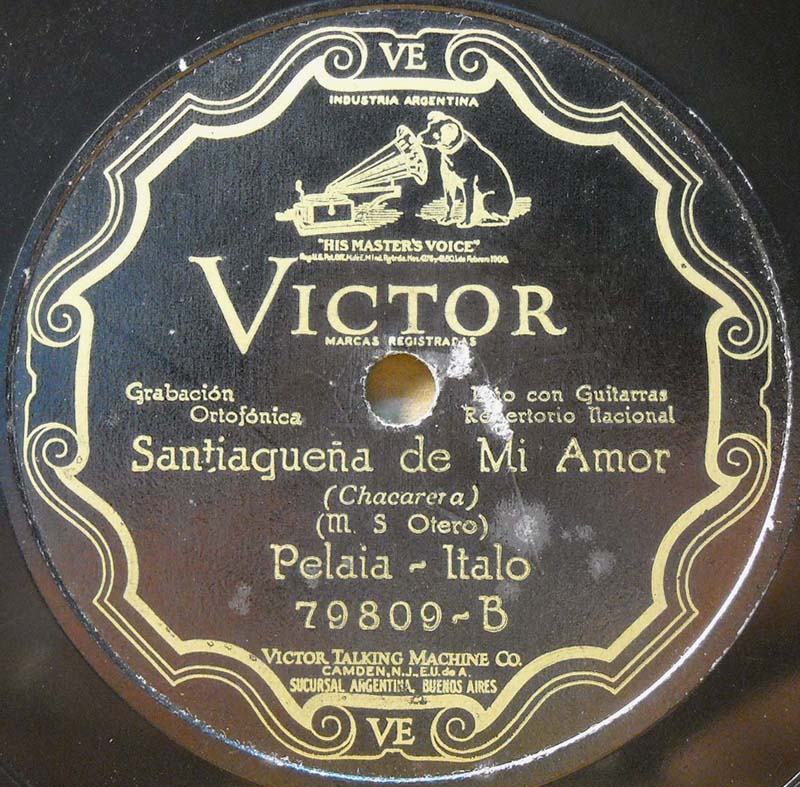 VE
INDUSTRIA ARGENTINA
"HIS MASTER'S VOICE"
VICTOR
MARCAS REGISTRADAS
Grabación
Ortofónica
con Guitarras
Repertorio Nacional
Santiagueña de Mi Amor
(Chacarera)
(M. S Otero)
Pelaia - Italo
79809-B
VICTOR TALKING MACHINE CO.
CAMDEN, N.J., E.U. de A.
SUCURSAL ARGENTINA, BUENOS AIRES
VE